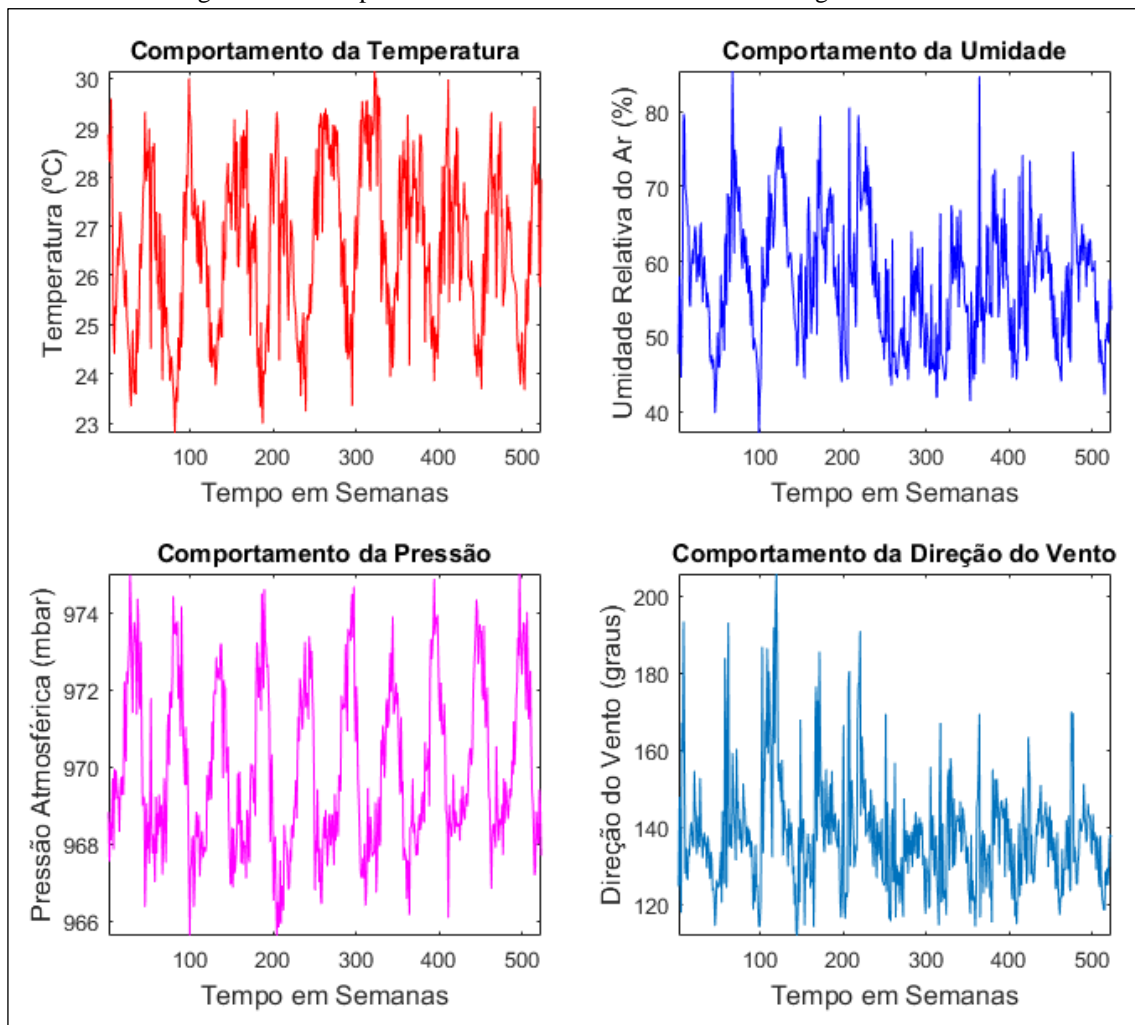 Comportamento da Temperatura
Temperatura (ºC)
30
29
28
27
26
25
24
23
100 200 300 400 500
Tempo em Semanas
Comportamento da Umidade
Umidade Relativa do Ar (%)
80
70
60
50
40
100 200 300 400 500
Tempo em Semanas
Comportamento da Pressão
Pressão Atmosférica (mbar)
974
972
970
968
966
100 200 300 400 500
Tempo em Semanas
Comportamento da Direção do Vento
Direção do Vento (graus)
200
180
160
140
120
100 200 300 400 500
Tempo em Semanas